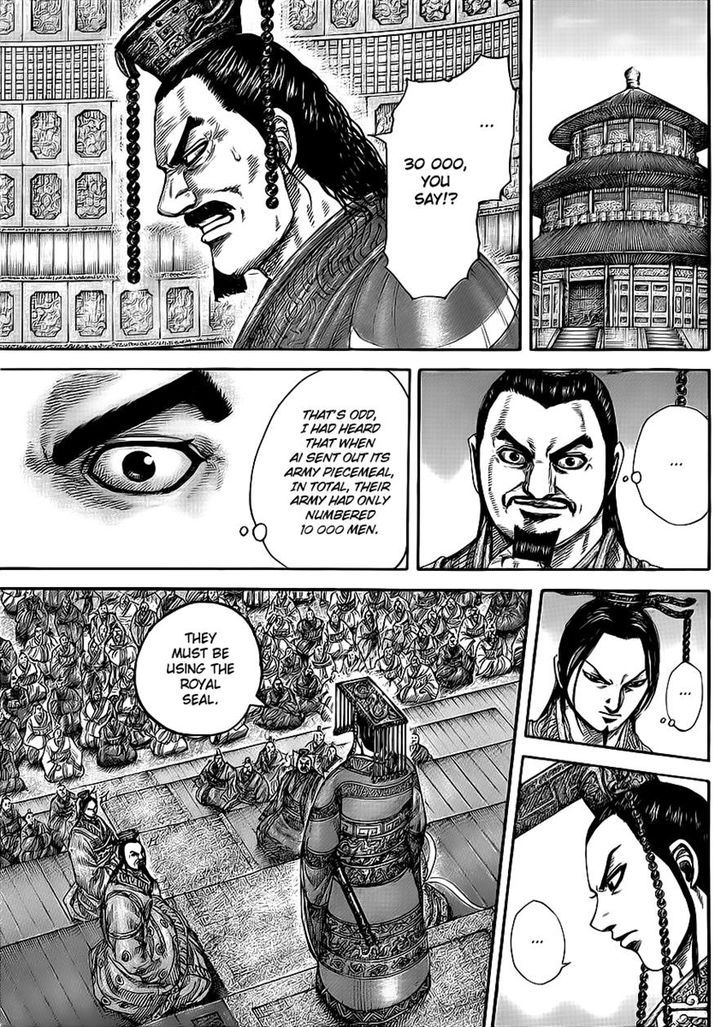 ...
30 000,
YOU
SAY!?
...
THAT'S ODD,
I HAD HEARD
THAT WHEN
AI SENT OUT ITS
ARMY PIECEMEAL,
IN TOTAL, THEIR
ARMY HAD ONLY
NUMBERED
10 000 MEN.
...
...
THEY
MUST BE
USING THE
ROYAL
SEAL.